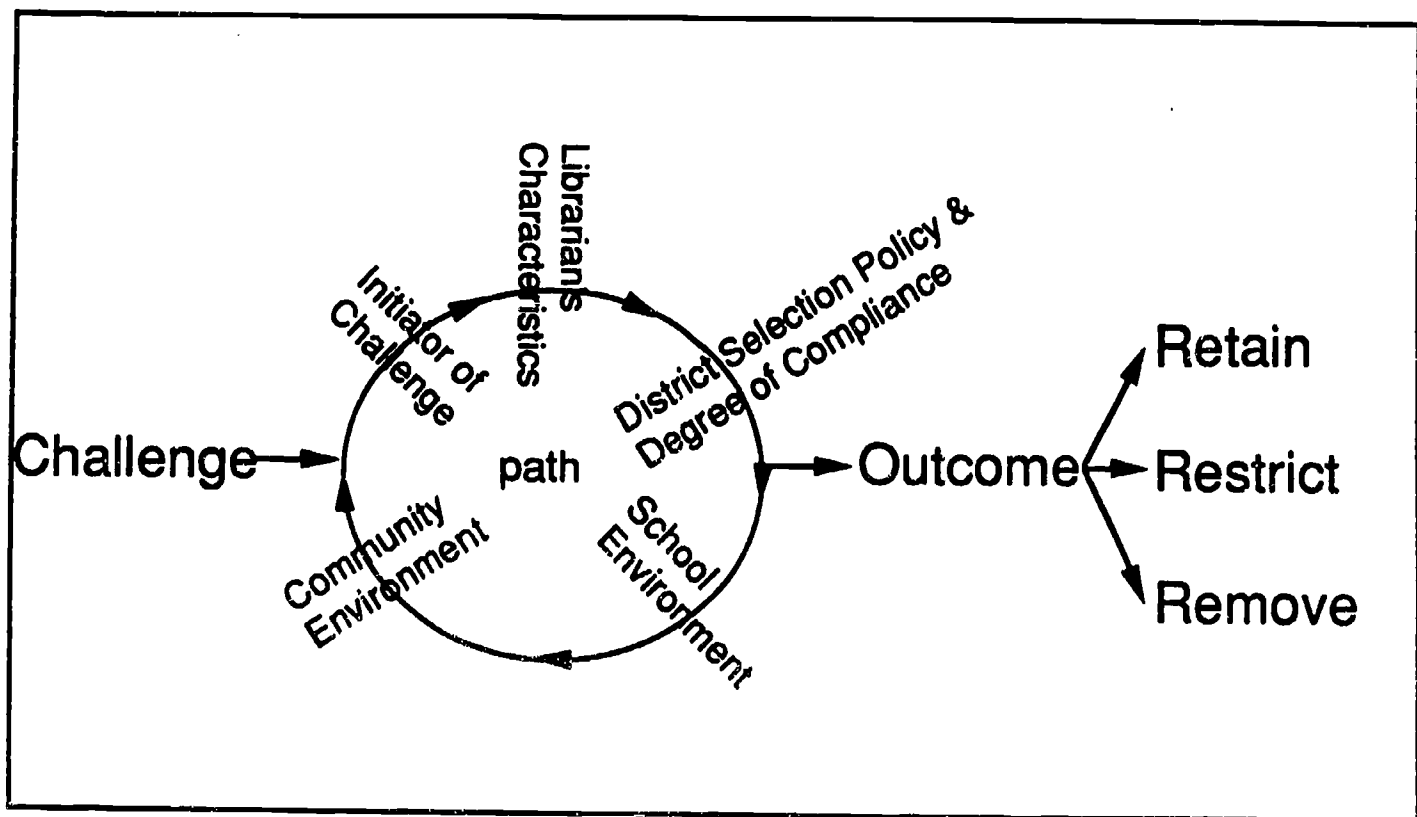 Librarian's
Characteristics
Initiator of
Challenge
District Selection Policy &
Degree of Compliance
Challenge
path
Community
Environment
School
Environment
Outcome
Retain
Restrict
Remove